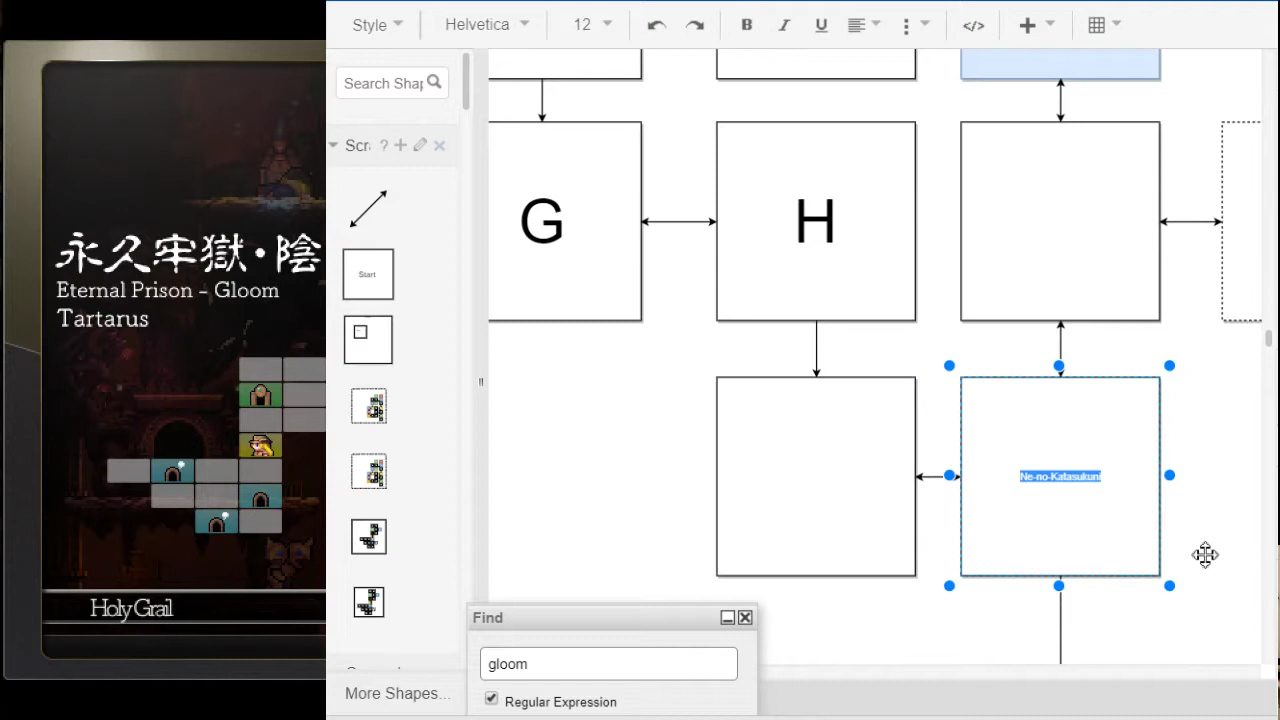 Style
Helvetica
12
B
I
U
</>
Search Shap
Scr
?
Start
More Shapes...
永久牢獄・陰
Eternal Prison - Gloom
Tartarus
Holy Grail
G
H
Ne-no-Katasukuni
Find
gloom
Regular Expression